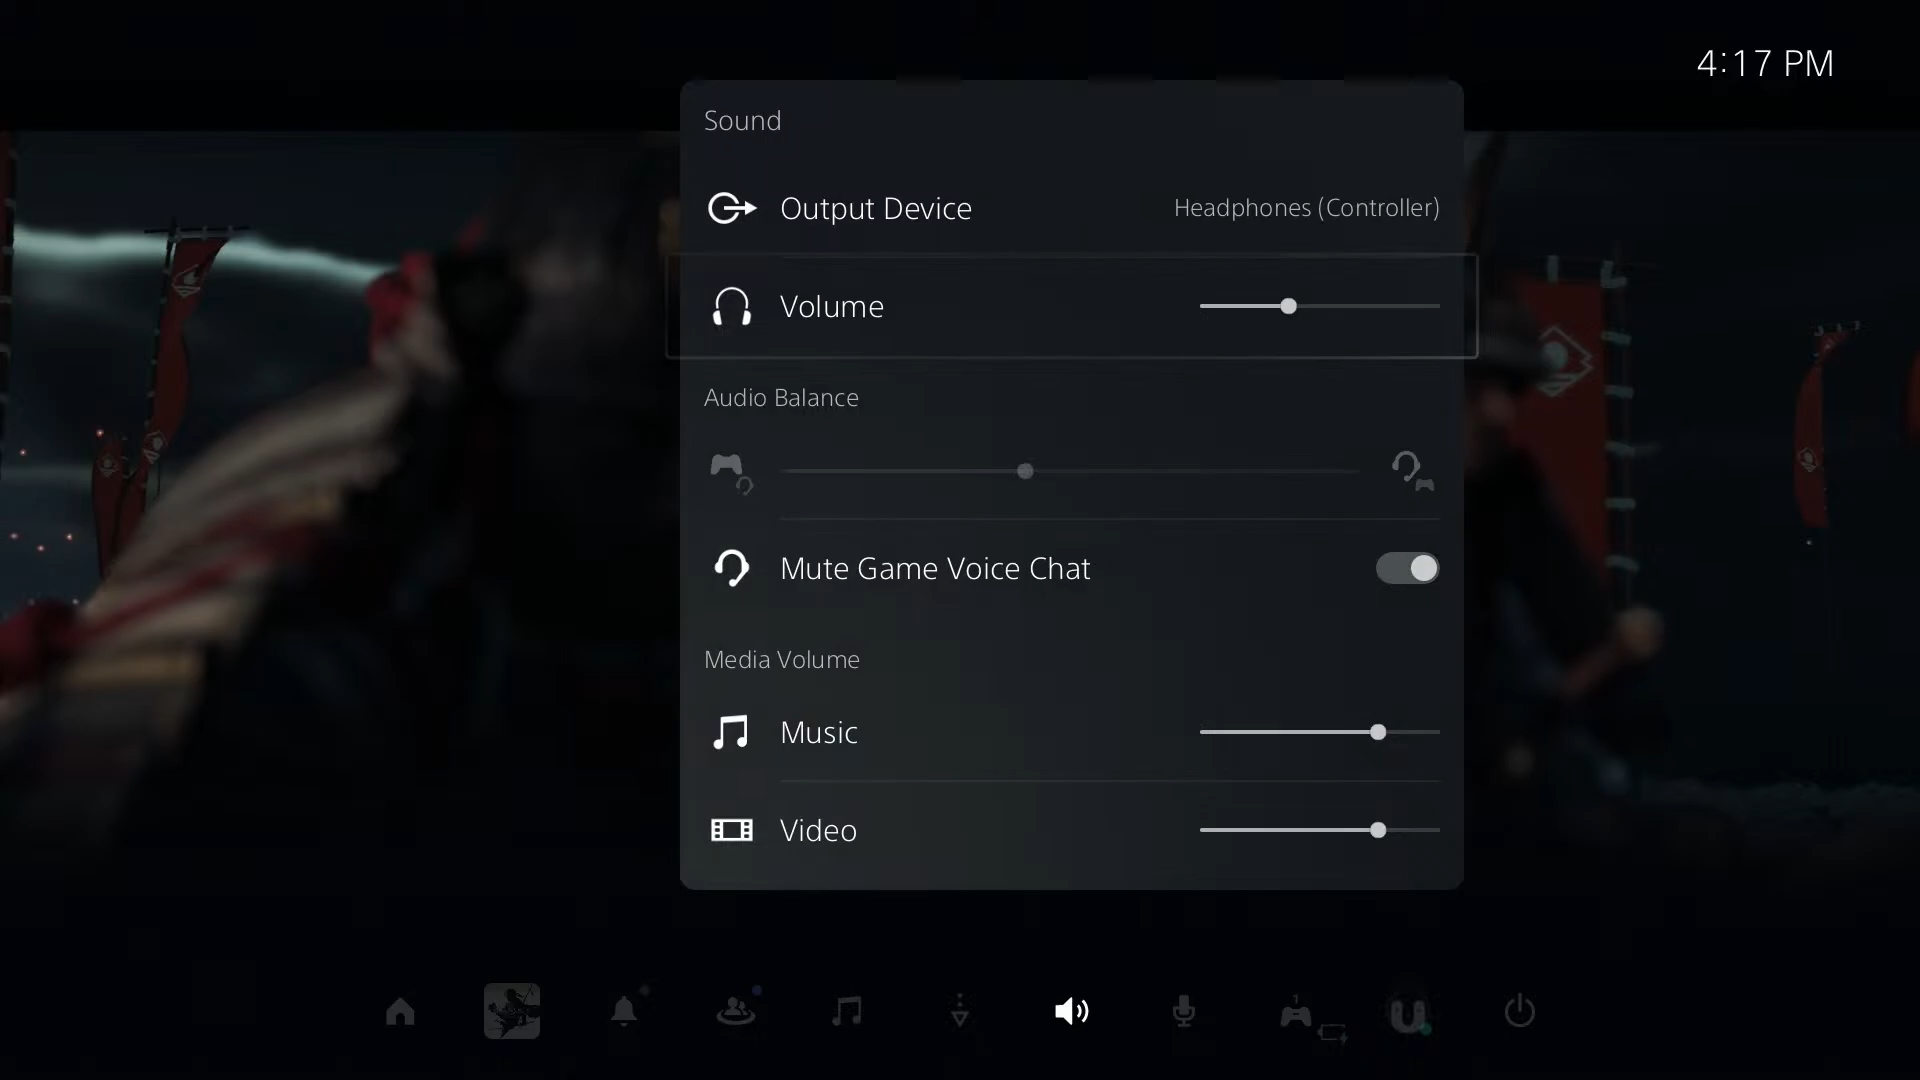 4:17 PM
Sound
Output Device Headphones (Controller)
Volume
Audio Balance
Mute Game Voice Chat
Media Volume
Music
Video
1